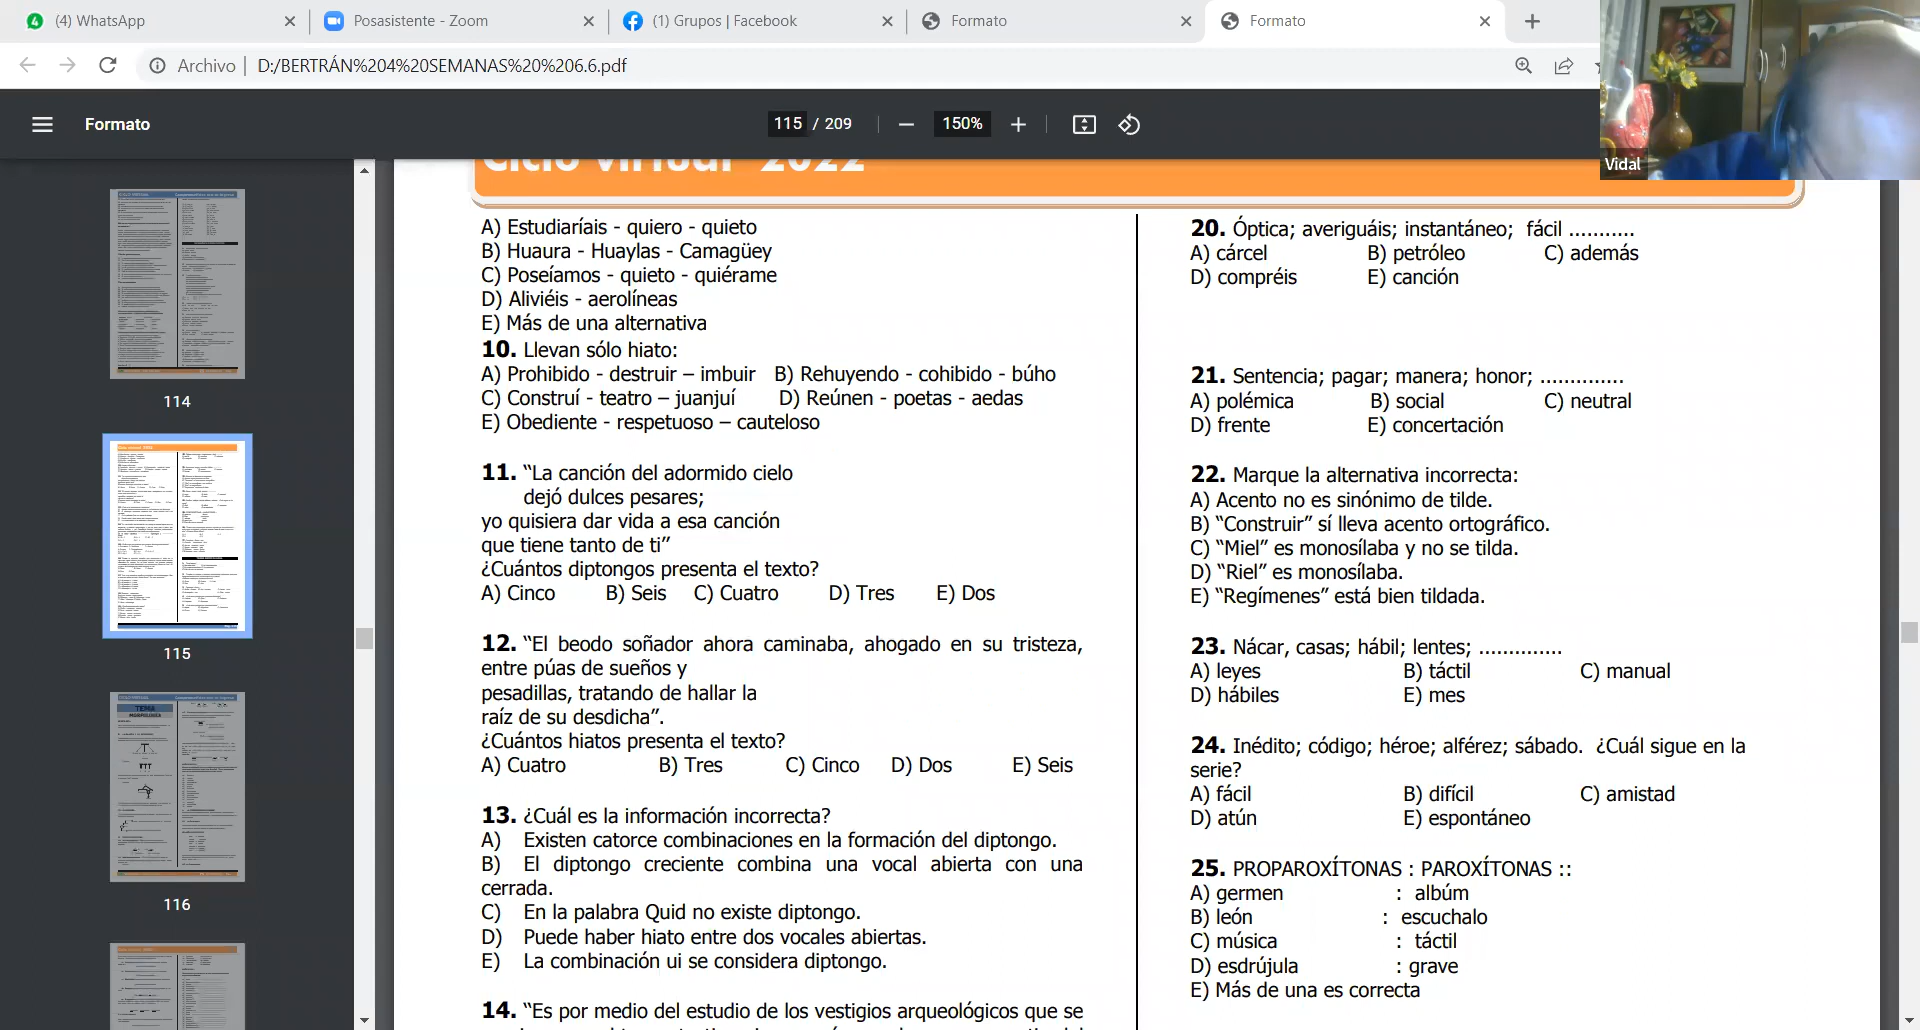 (4) WhatsApp
Posasistente - Zoom
(1) Grupos | Facebook
Formato
Formato
Archivo
D:/BERTRÁN%204%20SEMANAS%20%206.6.pdf
Vidal
Formato
115 / 209
150%
114
115
116
Ciclo virtual 2022
A) Estudiaríais - quiero - quieto
B) Huaura - Huaylas - Camagüey
C) Poseíamos - quieto - quiérame
D) Aliviéis - aerolíneas
E) Más de una alternativa
10. Llevan sólo hiato:
A) Prohibido - destruir – imbuir B) Rehuyendo - cohibido - búho
C) Construí - teatro – juanjuí D) Reúnen - poetas - aedas
E) Obediente - respetuoso – cauteloso
11. “La canción del adormido cielo
dejó dulces pesares;
yo quisiera dar vida a esa canción
que tiene tanto de ti”
¿Cuántos diptongos presenta el texto?
A) Cinco B) Seis C) Cuatro D) Tres E) Dos
12. “El beodo soñador ahora caminaba, ahogado en su tristeza,
entre púas de sueños y
pesadillas, tratando de hallar la
raíz de su desdicha”.
¿Cuántos hiatos presenta el texto?
A) Cuatro B) Tres C) Cinco D) Dos E) Seis
13. ¿Cuál es la información incorrecta?
A) Existen catorce combinaciones en la formación del diptongo.
B) El diptongo creciente combina una vocal abierta con una
cerrada.
C) En la palabra Quid no existe diptongo.
D) Puede haber hiato entre dos vocales abiertas.
E) La combinación ui se considera diptongo.
14. “Es por medio del estudio de los vestigios arqueológicos que se
20. Óptica; averiguáis; instantáneo; fácil ...........
A) cárcel B) petróleo C) además
D) compréis E) canción
21. Sentencia; pagar; manera; honor; ..............
A) polémica B) social C) neutral
D) frente E) concertación
22. Marque la alternativa incorrecta:
A) Acento no es sinónimo de tilde.
B) “Construir” sí lleva acento ortográfico.
C) “Miel” es monosílaba y no se tilda.
D) “Riel” es monosílaba.
E) “Regímenes” está bien tildada.
23. Nácar, casas; hábil; lentes; ..............
A) leyes B) táctil C) manual
D) hábiles E) mes
24. Inédito; código; héroe; alférez; sábado. ¿Cuál sigue en la
serie?
A) fácil B) difícil C) amistad
D) atún E) espontáneo
25. PROPAROXÍTONAS : PAROXÍTONAS ::
A) germen : albúm
B) león : escuchalo
C) música : táctil
D) esdrújula : grave
E) Más de una es correcta